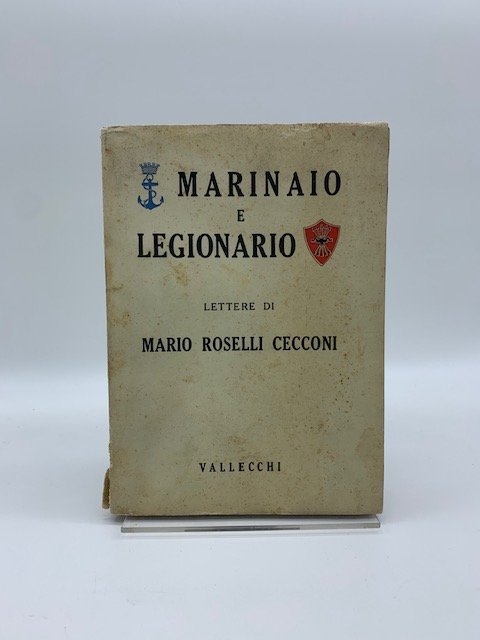 MARINAIO
E
LEGIONARIO
LETTERE DI
MARIO ROSELLI CECCONI
VALLECCHI